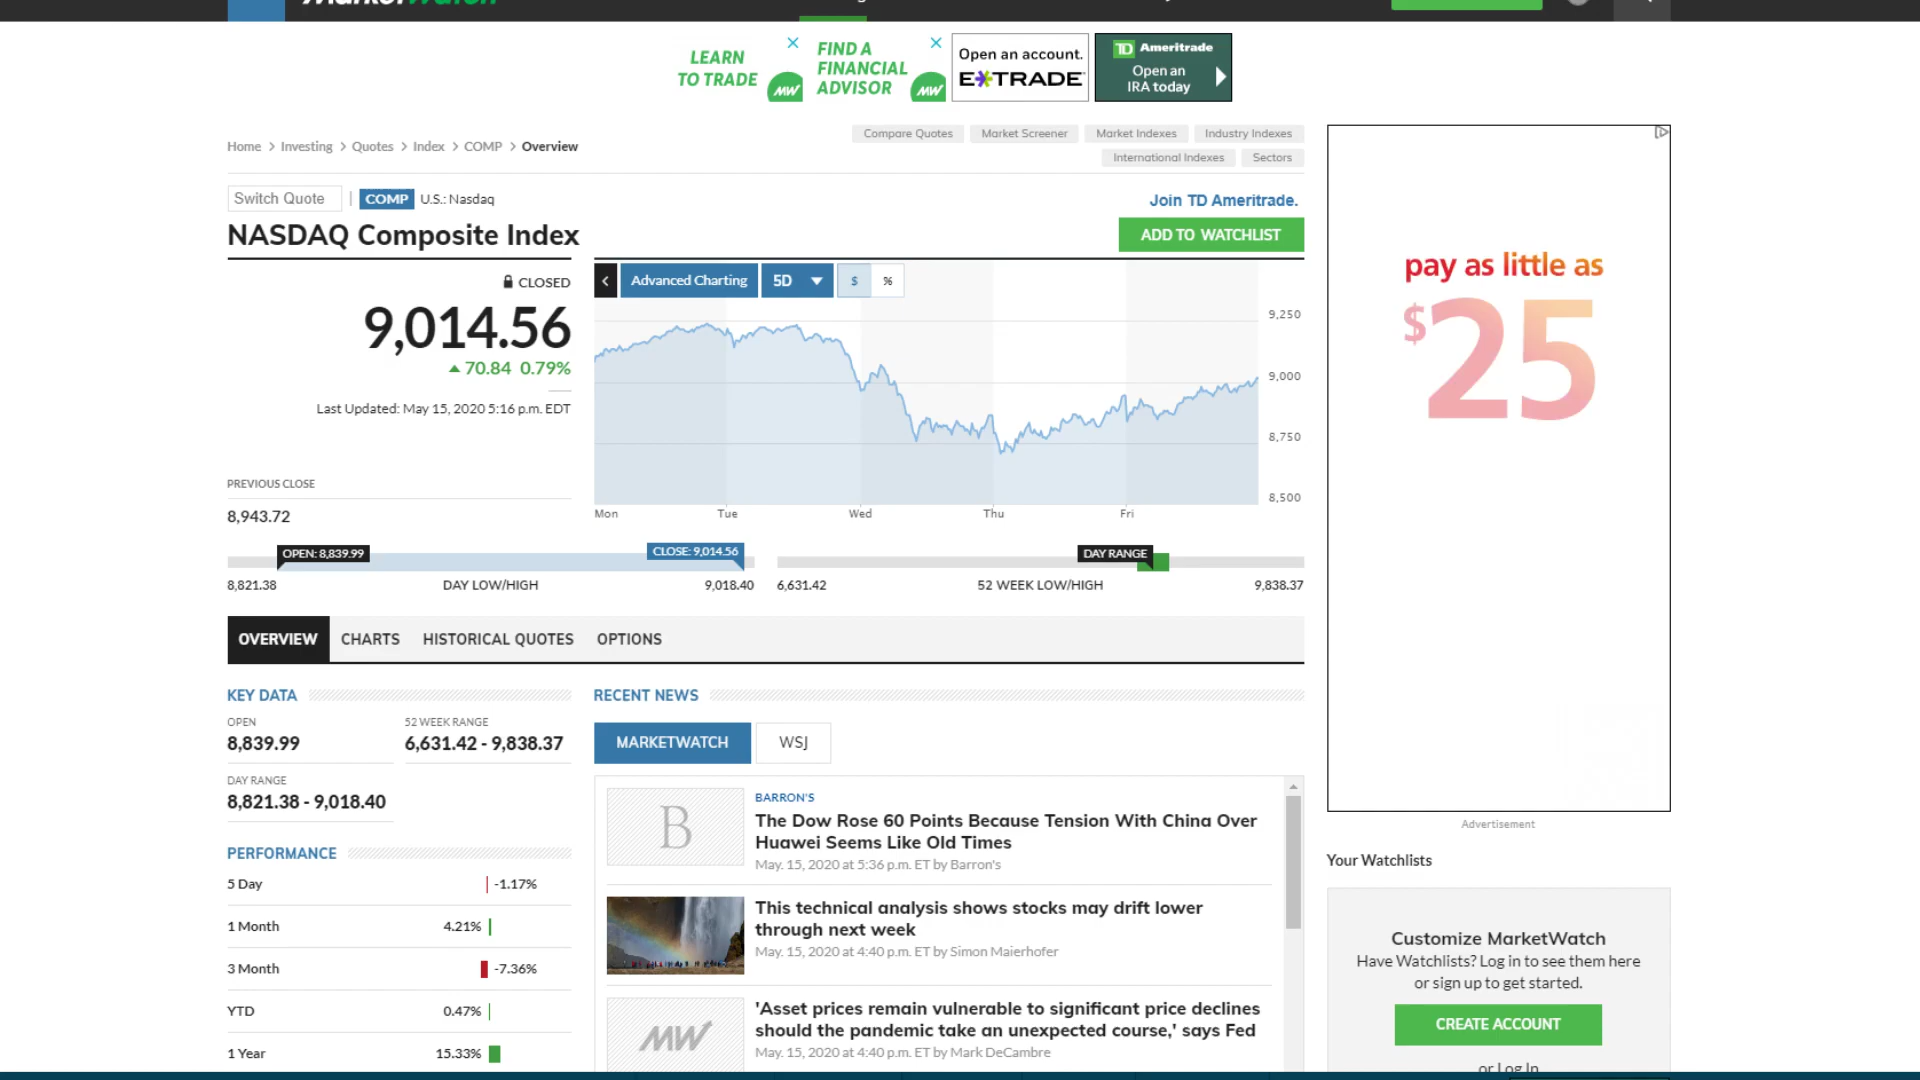 LEARN
TO TRADE
MW
FIND A
FINANCIAL
ADVISOR
MW
Open an account.
E*TRADE
TD Ameritrade
Open an
IRA today
Home > Investing > Quotes > Index > COMP > Overview
Compare Quotes Market Screener Market Indexes Industry Indexes
International Indexes Sectors
Switch Quote | COMP U.S.: Nasdaq
Join TD Ameritrade.
NASDAQ Composite Index
ADD TO WATCHLIST
CLOSED
9,014.56
70.84 0.79%
Last Updated: May 15, 2020 5:16 p.m. EDT
PREVIOUS CLOSE
8,943.72
Advanced Charting 5D $ %
9,250
9,000
8,750
8,500
Mon Tue Wed Thu Fri
OPEN: 8,839.99 CLOSE: 9,014.56
8,821.38 DAY LOW/HIGH 9,018.40
DAY RANGE
6,631.42 52 WEEK LOW/HIGH 9,838.37
OVERVIEW CHARTS HISTORICAL QUOTES OPTIONS
KEY DATA
OPEN
8,839.99
52 WEEK RANGE
6,631.42 - 9,838.37
DAY RANGE
8,821.38 - 9,018.40
PERFORMANCE
5 Day -1.17%
1 Month 4.21%
3 Month -7.36%
YTD 0.47%
1 Year 15.33%
RECENT NEWS
MARKETWATCH WSJ
B
BARRON'S
The Dow Rose 60 Points Because Tension With China Over
Huawei Seems Like Old Times
May. 15, 2020 at 5:36 p.m. ET by Barron's
This technical analysis shows stocks may drift lower
through next week
May. 15, 2020 at 4:40 p.m. ET by Simon Maierhofer
MW
'Asset prices remain vulnerable to significant price declines
should the pandemic take an unexpected course,' says Fed
May. 15, 2020 at 4:40 p.m. ET by Mark DeCambre
pay as little as
$25
Advertisement
Your Watchlists
Customize MarketWatch
Have Watchlists? Log in to see them here
or sign up to get started.
CREATE ACCOUNT
or Log In